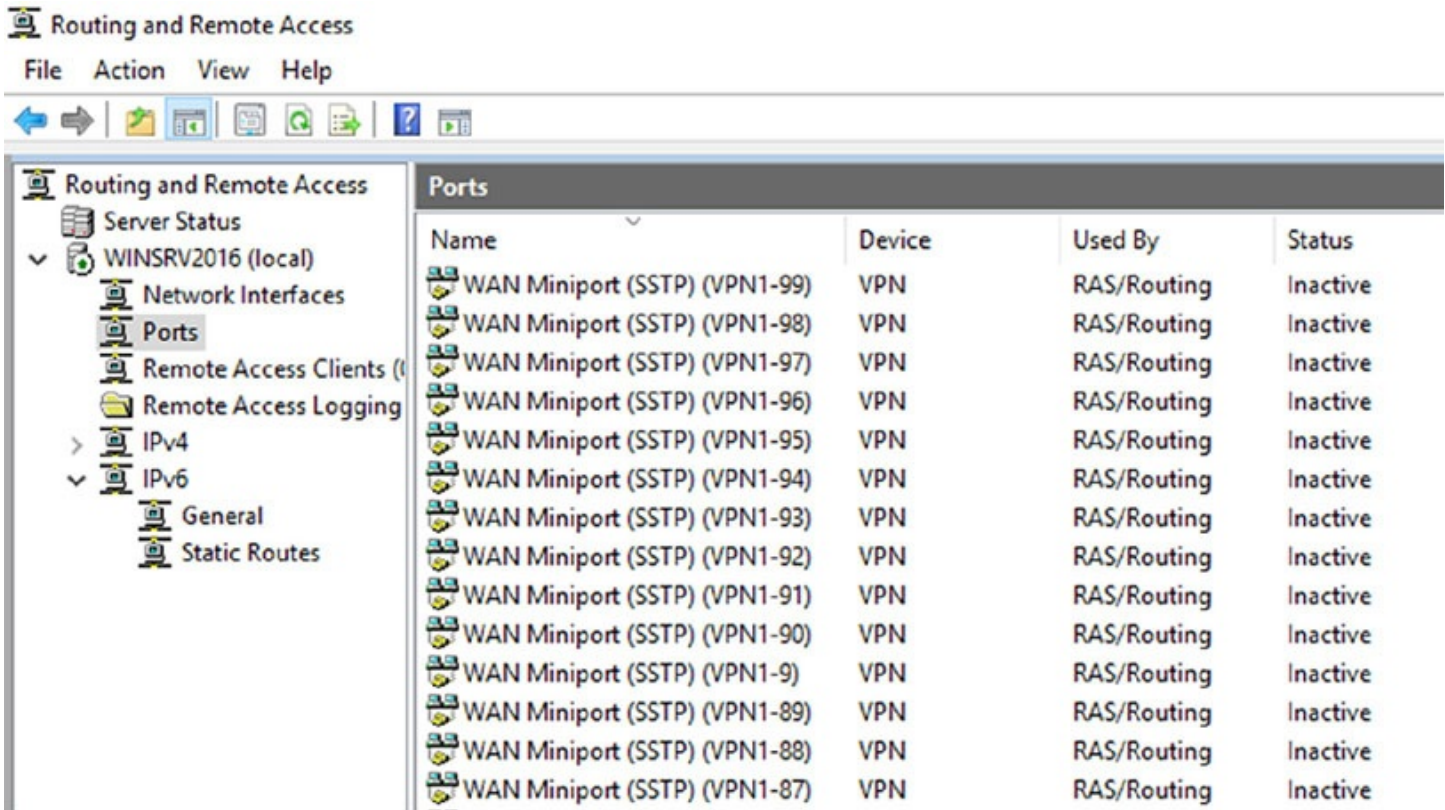 Routing and Remote Access
File Action View Help
Routing and Remote Access
Server Status
WINSRV2016 (local)
Network Interfaces
Ports
Remote Access Clients (
Remote Access Logging
IPv4
IPv6
General
Static Routes
Ports
Name Device Used By Status
WAN Miniport (SSTP) (VPN1-99) VPN RAS/Routing Inactive
WAN Miniport (SSTP) (VPN1-98) VPN RAS/Routing Inactive
WAN Miniport (SSTP) (VPN1-97) VPN RAS/Routing Inactive
WAN Miniport (SSTP) (VPN1-96) VPN RAS/Routing Inactive
WAN Miniport (SSTP) (VPN1-95) VPN RAS/Routing Inactive
WAN Miniport (SSTP) (VPN1-94) VPN RAS/Routing Inactive
WAN Miniport (SSTP) (VPN1-93) VPN RAS/Routing Inactive
WAN Miniport (SSTP) (VPN1-92) VPN RAS/Routing Inactive
WAN Miniport (SSTP) (VPN1-91) VPN RAS/Routing Inactive
WAN Miniport (SSTP) (VPN1-90) VPN RAS/Routing Inactive
WAN Miniport (SSTP) (VPN1-9) VPN RAS/Routing Inactive
WAN Miniport (SSTP) (VPN1-89) VPN RAS/Routing Inactive
WAN Miniport (SSTP) (VPN1-88) VPN RAS/Routing Inactive
WAN Miniport (SSTP) (VPN1-87) VPN RAS/Routing Inactive